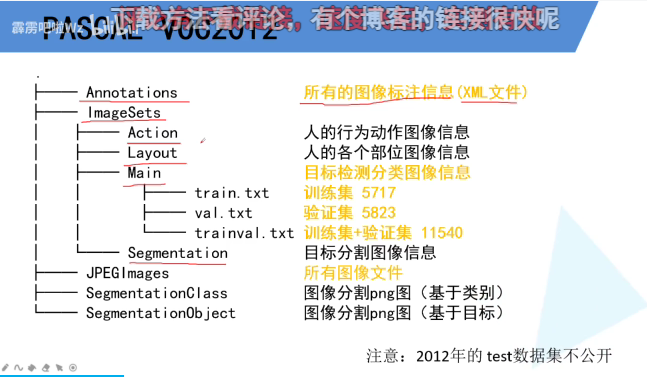 下载方法看评论，有个博客的链接很快呢
霹雳吧啦Wz
PASCAL VOC2012
.
├── Annotations 所有的图像标注信息(XML文件)
├── ImageSets
│ ├── Action 人的行为动作图像信息
│ ├── Layout 人的各个部位图像信息
│ ├── Main 目标检测分类图像信息
│ │ ├── train.txt 训练集 5717
│ │ ├── val.txt 验证集 5823
│ │ └── trainval.txt 训练集+验证集 11540
│ └── Segmentation 目标分割图像信息
├── JPEGImages 所有图像文件
├── SegmentationClass 图像分割png图（基于类别）
└── SegmentationObject 图像分割png图（基于目标）
注意：2012年的 test数据集不公开